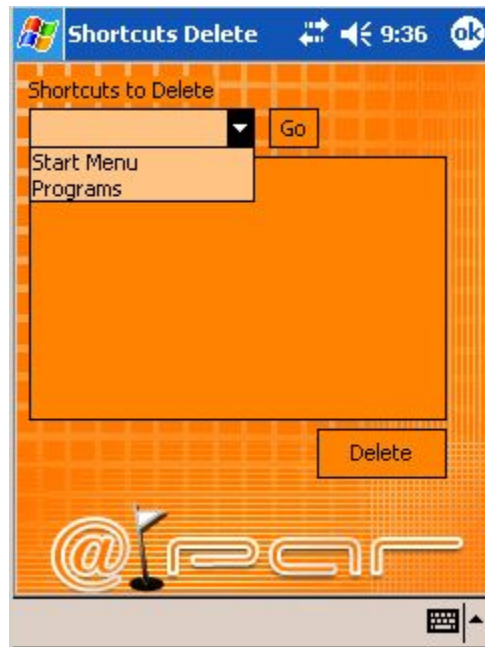 Shortcuts Delete 9:36 ok
Shortcuts to Delete
Go
Start Menu
Programs
Delete
@par